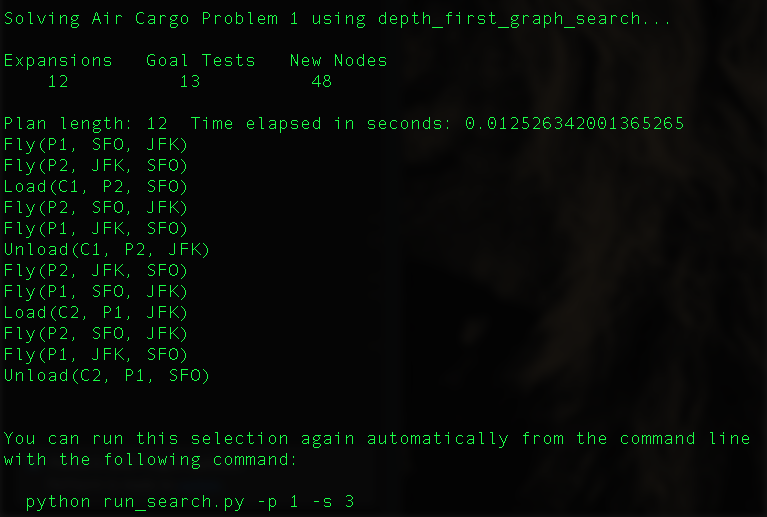 Solving Air Cargo Problem 1 using depth_first_graph_search...
Expansions   Goal Tests   New Nodes
    12          13          48
Plan length: 12  Time elapsed in seconds: 0.012526342001365265
Fly(P1, SFO, JFK)
Fly(P2, JFK, SFO)
Load(C1, P2, SFO)
Fly(P2, SFO, JFK)
Fly(P1, JFK, SFO)
Unload(C1, P2, JFK)
Fly(P2, JFK, SFO)
Fly(P1, SFO, JFK)
Load(C2, P1, JFK)
Fly(P2, SFO, JFK)
Fly(P1, JFK, SFO)
Unload(C2, P1, SFO)
You can run this selection again automatically from the command line
with the following command:
  python run_search.py -p 1 -s 3